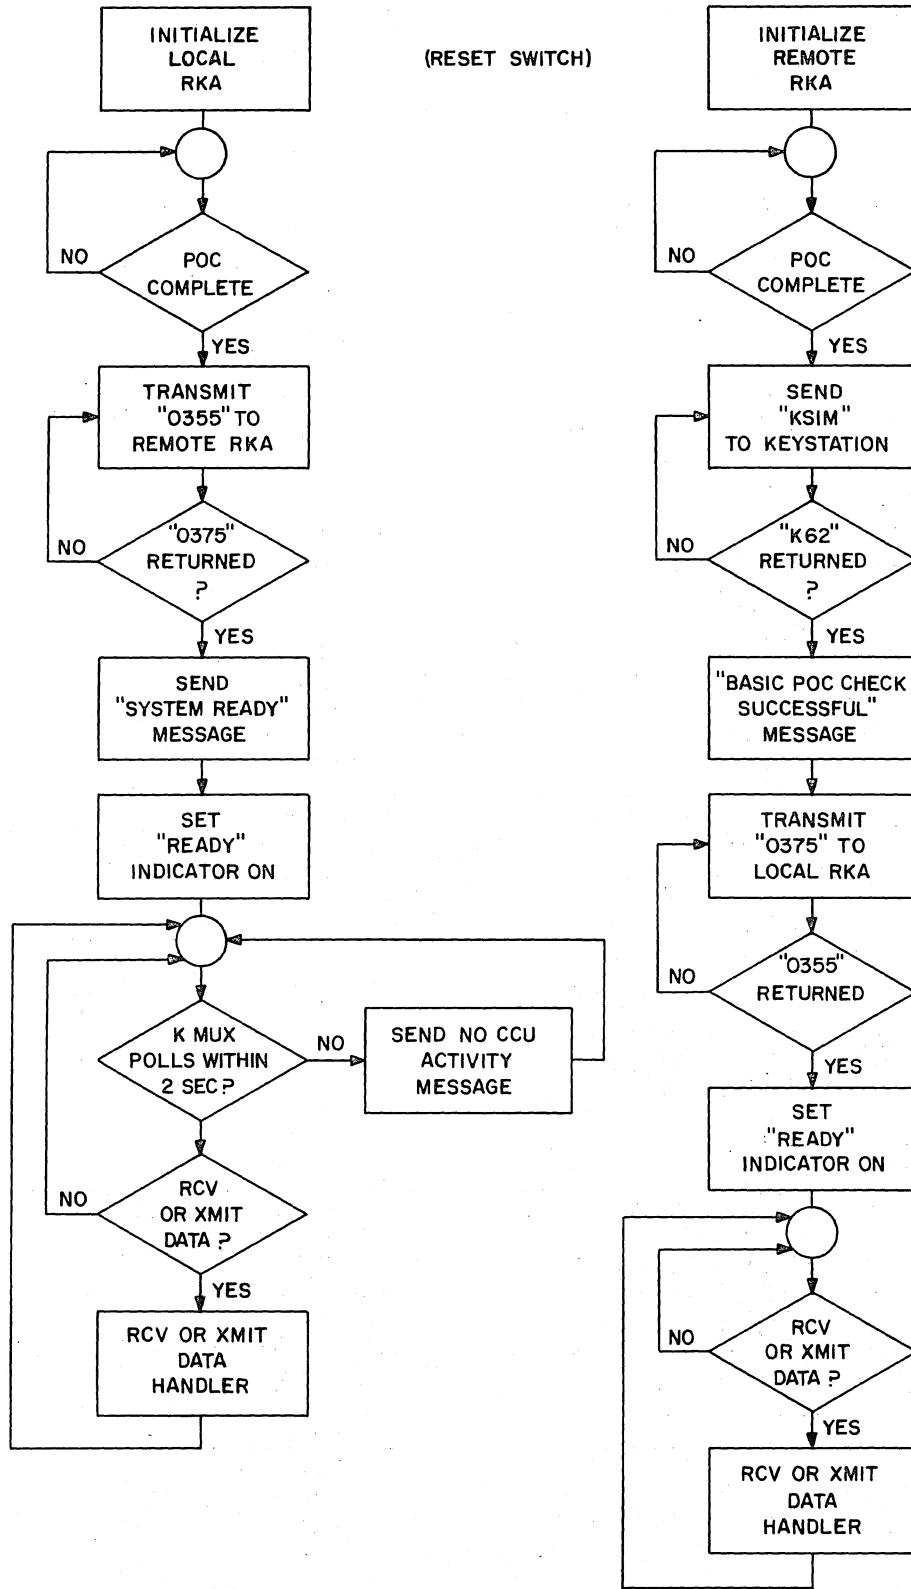 INITIALIZE
LOCAL
RKA
(RESET SWITCH)
NO
POC
COMPLETE
YES
TRANSMIT
"0355" TO
REMOTE RKA
NO
"0375"
RETURNED
?
YES
SEND
"SYSTEM READY"
MESSAGE
SET
"READY"
INDICATOR ON
K MUX
POLLS WITHIN
2 SEC?
NO
SEND NO CCU
ACTIVITY
MESSAGE
NO
RCV
OR XMIT
DATA?
YES
RCV OR XMIT
DATA
HANDLER
INITIALIZE
REMOTE
RKA
NO
POC
COMPLETE
YES
SEND
"KSIM"
TO KEYSTATION
NO
"K62"
RETURNED
?
YES
"BASIC POC CHECK
SUCCESSFUL"
MESSAGE
TRANSMIT
"0375" TO
LOCAL RKA
NO
"0355"
RETURNED
YES
SET
"READY"
INDICATOR ON
NO
RCV
OR XMIT
DATA?
YES
RCV OR XMIT
DATA
HANDLER